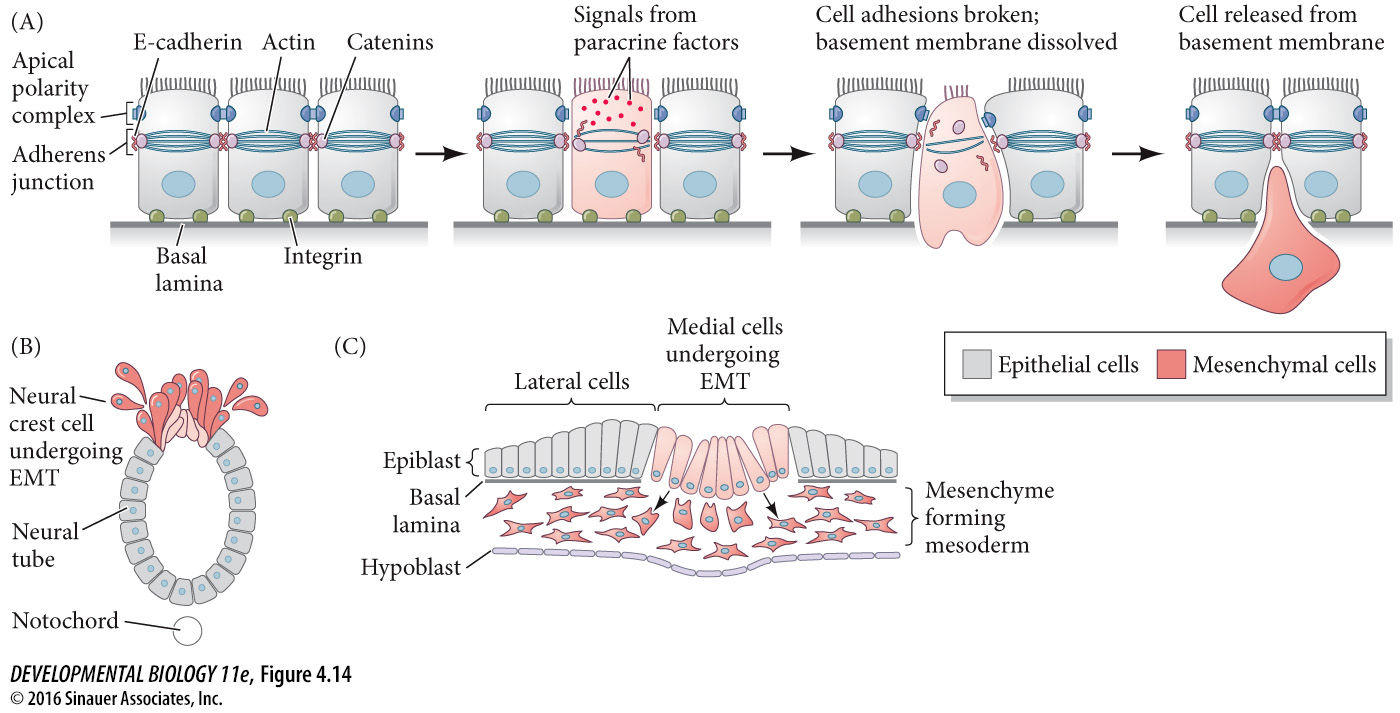 (A)
E-cadherin
Actin
Catenins
Apical
polarity
complex
Adherens
junction
Basal
lamina
Integrin
Signals from
paracrine factors
Cell adhesions broken;
basement membrane dissolved
Cell released from
basement membrane
Epithelial cells
Mesenchymal cells
(B)
Neural
crest cell
undergoing
EMT
Neural
tube
Notochord
(C)
Lateral cells
Medial cells
undergoing
EMT
Epiblast
Basal
lamina
Hypoblast
Mesenchyme
forming
mesoderm
DEVELOPMENTAL BIOLOGY 11e, Figure 4.14
© 2016 Sinauer Associates, Inc.